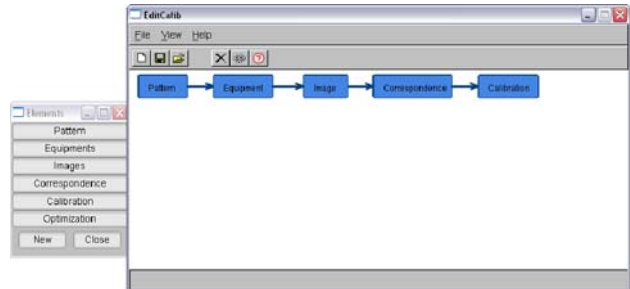 EditCalib
File View Help
Pattern Equipment Image Correspondence Calibration
Elements
Pattern
Equipments
Images
Correspondence
Calibration
Optimization
New Close